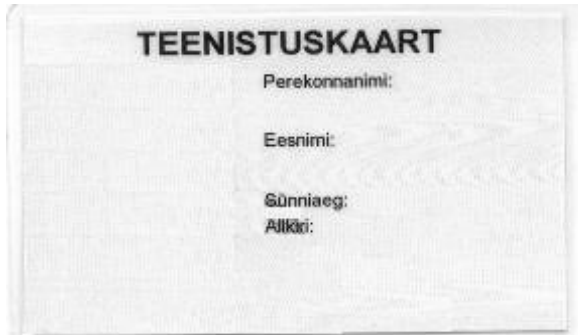 TEENISTUSKAART
Perekonnanimi:
Eesnimi:
Sünniaeg:
Allkiri: